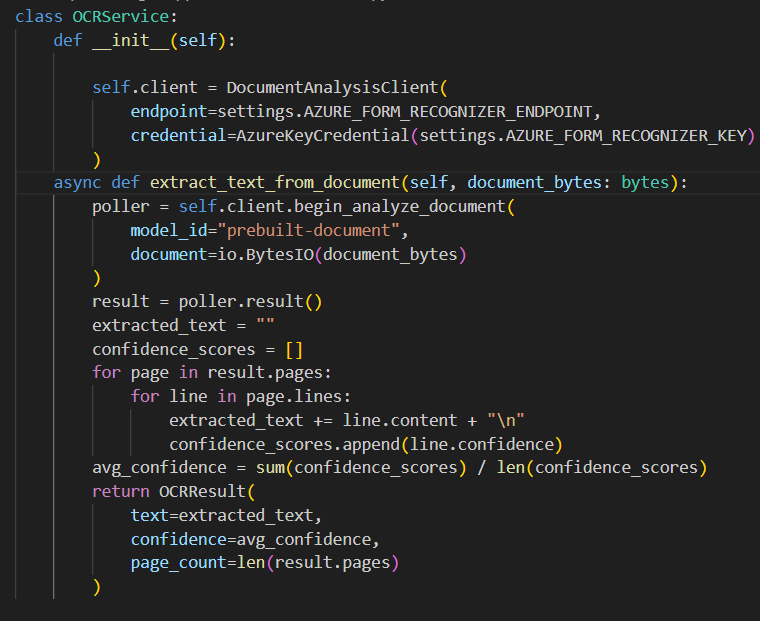 class OCRService:
    def __init__(self):

        self.client = DocumentAnalysisClient(
            endpoint=settings.AZURE_FORM_RECOGNIZER_ENDPOINT,
            credential=AzureKeyCredential(settings.AZURE_FORM_RECOGNIZER_KEY)
        )
    async def extract_text_from_document(self, document_bytes: bytes):
        poller = self.client.begin_analyze_document(
            model_id="prebuilt-document",
            document=io.BytesIO(document_bytes)
        )
        result = poller.result()
        extracted_text = ""
        confidence_scores = []
        for page in result.pages:
            for line in page.lines:
                extracted_text += line.content + "\n"
                confidence_scores.append(line.confidence)
        avg_confidence = sum(confidence_scores) / len(confidence_scores)
        return OCRResult(
            text=extracted_text,
            confidence=avg_confidence,
            page_count=len(result.pages)
        )